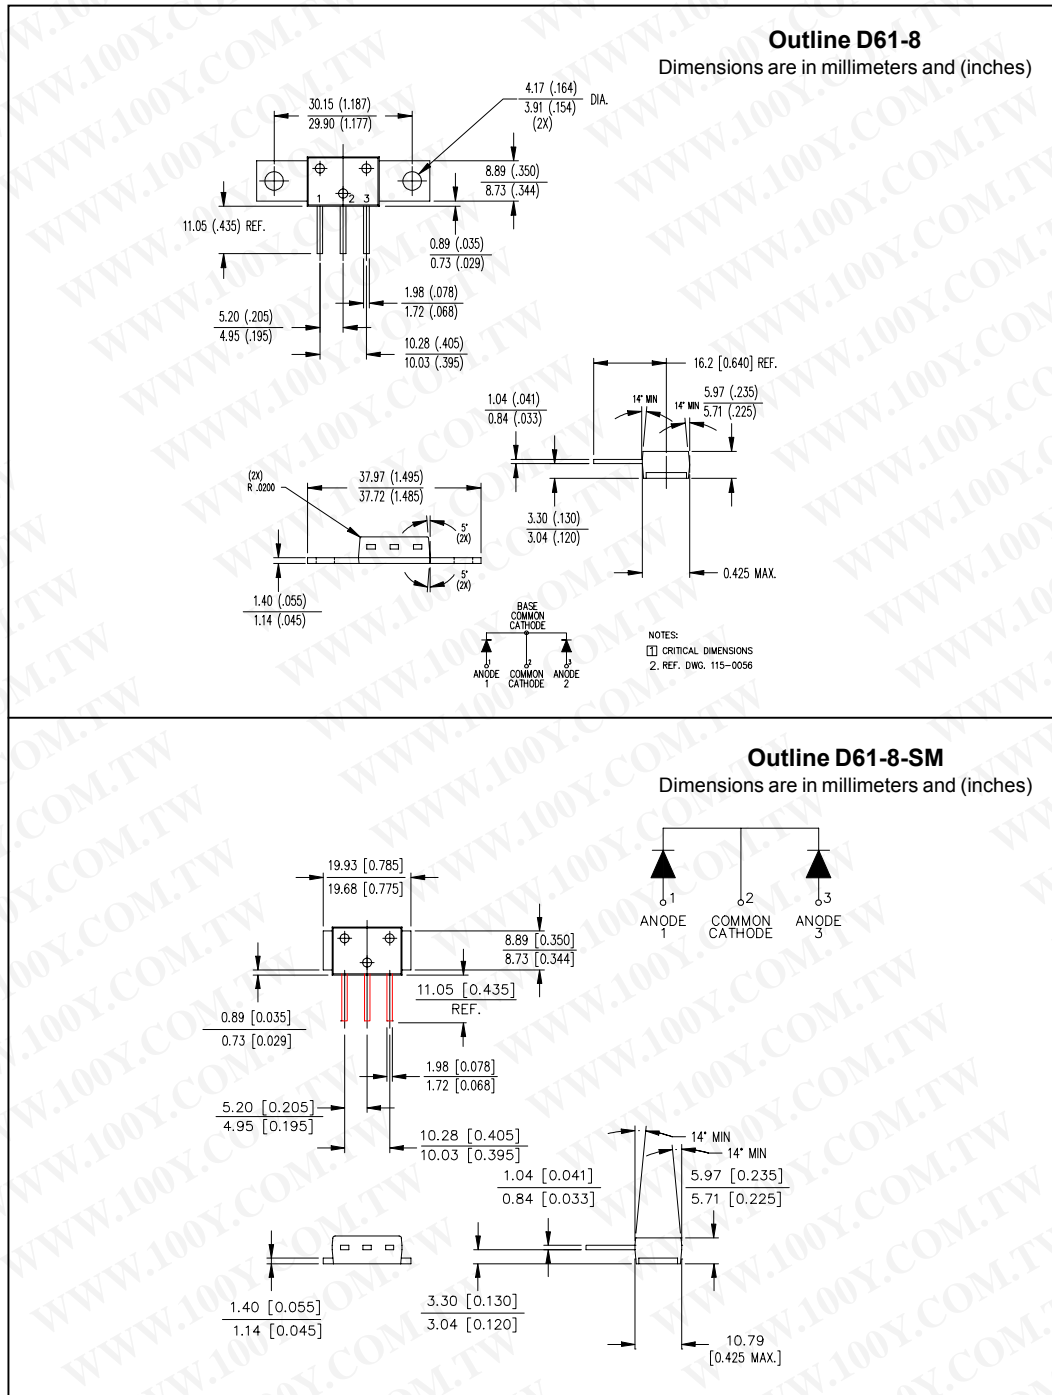 Outline D61-8
Dimensions are in millimeters and (inches)
30.15 (1.187)
29.90 (1.177)
4.17 (.164)
3.91 (.154)
(2X)
DIA.
8.89 (.350)
8.73 (.344)
1 2 3
11.05 (.435) REF.
0.89 (.035)
0.73 (.029)
1.98 (.078)
1.72 (.068)
5.20 (.205)
4.95 (.195)
10.28 (.405)
10.03 (.395)
16.2 [0.640] REF.
1.04 (.041)
0.84 (.033)
14° MIN
14° MIN
5.97 (.235)
5.71 (.225)
(2X)
R .0200
37.97 (1.495)
37.72 (1.485)
5°
(2X)
3.30 (.130)
3.04 (.120)
5°
(2X)
0.425 MAX.
1.40 (.055)
1.14 (.045)
BASE
COMMON
CATHODE
1 2 3
ANODE COMMON ANODE
1 CATHODE 2
NOTES:
1 CRITICAL DIMENSIONS
2. REF. DWG. 115-0056
Outline D61-8-SM
Dimensions are in millimeters and (inches)
1 2 3
ANODE COMMON ANODE
1 CATHODE 3
19.93 [0.785]
19.68 [0.775]
8.89 [0.350]
8.73 [0.344]
11.05 [0.435]
REF.
0.89 [0.035]
0.73 [0.029]
1.98 [0.078]
1.72 [0.068]
5.20 [0.205]
4.95 [0.195]
10.28 [0.405]
10.03 [0.395]
14° MIN
14° MIN
1.04 [0.041]
0.84 [0.033]
5.97 [0.235]
5.71 [0.225]
1.40 [0.055]
1.14 [0.045]
3.30 [0.130]
3.04 [0.120]
10.79
[0.425 MAX.]
WWW.100Y.COM.TW